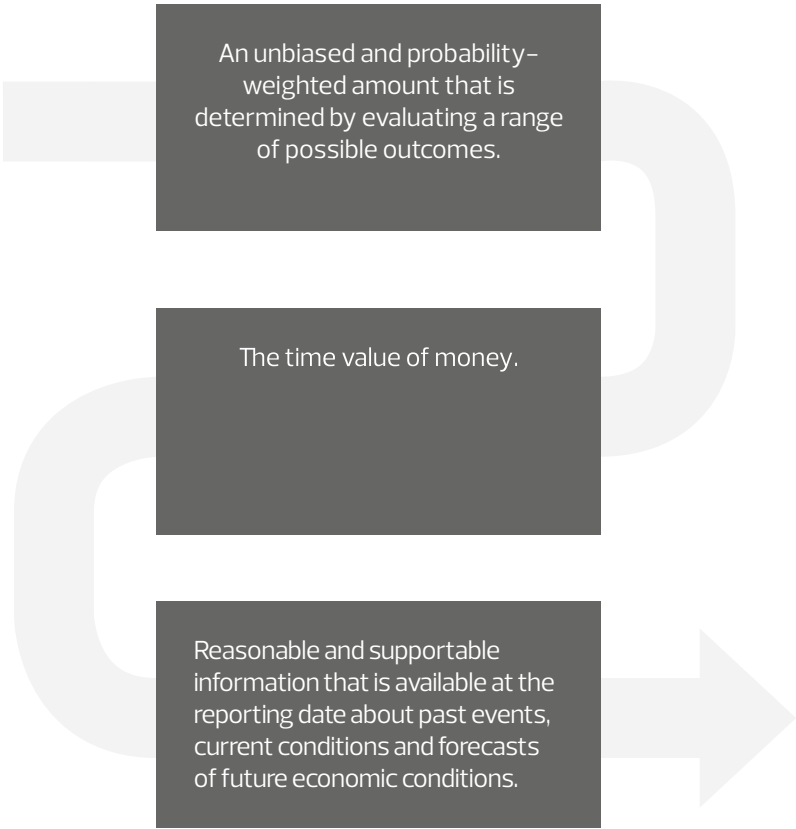 An unbiased and probability-
weighted amount that is
determined by evaluating a range
of possible outcomes.
The time value of money.
Reasonable and supportable
information that is available at the
reporting date about past events,
current conditions and forecasts
of future economic conditions.